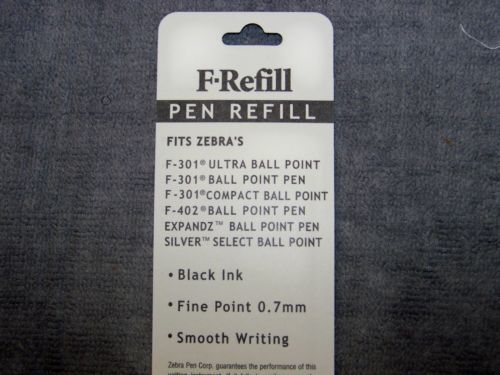 F-Refill
PEN REFILL
FITS ZEBRA'S
F-301® ULTRA BALL POINT
F-301® BALL POINT PEN
F-301® COMPACT BALL POINT
F-402® BALL POINT PEN
EXPANDZ™ BALL POINT PEN
SILVER™ SELECT BALL POINT
• Black Ink
• Fine Point 0.7mm
• Smooth Writing
Zebra Pen Corp. guarantees the performance of this